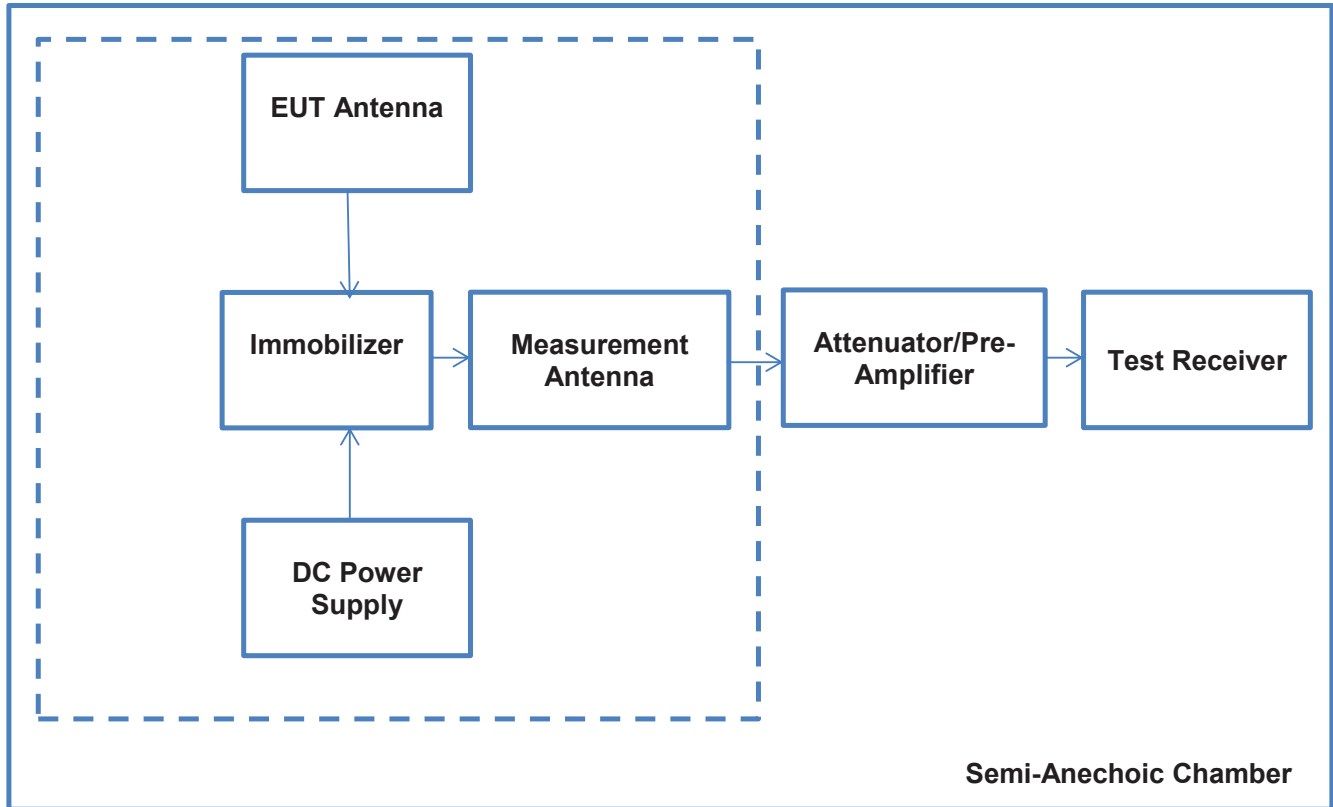 EUT Antenna
Immobilizer
Measurement
Antenna
Attenuator/Pre-
Amplifier
Test Receiver
DC Power
Supply
Semi-Anechoic Chamber